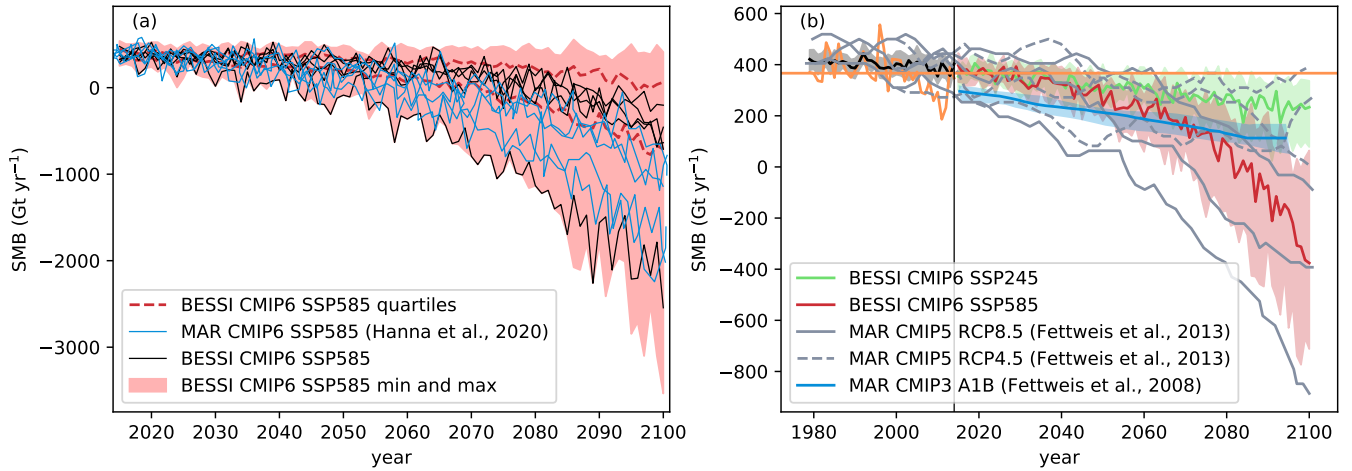 (a)
SMB (Gt yr⁻¹)
0
−1000
−2000
−3000
BESSI CMIP6 SSP585 quartiles
MAR CMIP6 SSP585 (Hanna et al., 2020)
BESSI CMIP6 SSP585
BESSI CMIP6 SSP585 min and max
2020 2030 2040 2050 2060 2070 2080 2090 2100
year
(b)
SMB (Gt yr⁻¹)
600
400
200
0
−200
−400
−600
−800
BESSI CMIP6 SSP245
BESSI CMIP6 SSP585
MAR CMIP5 RCP8.5 (Fettweis et al., 2013)
MAR CMIP5 RCP4.5 (Fettweis et al., 2013)
MAR CMIP3 A1B (Fettweis et al., 2008)
1980 2000 2020 2040 2060 2080 2100
year